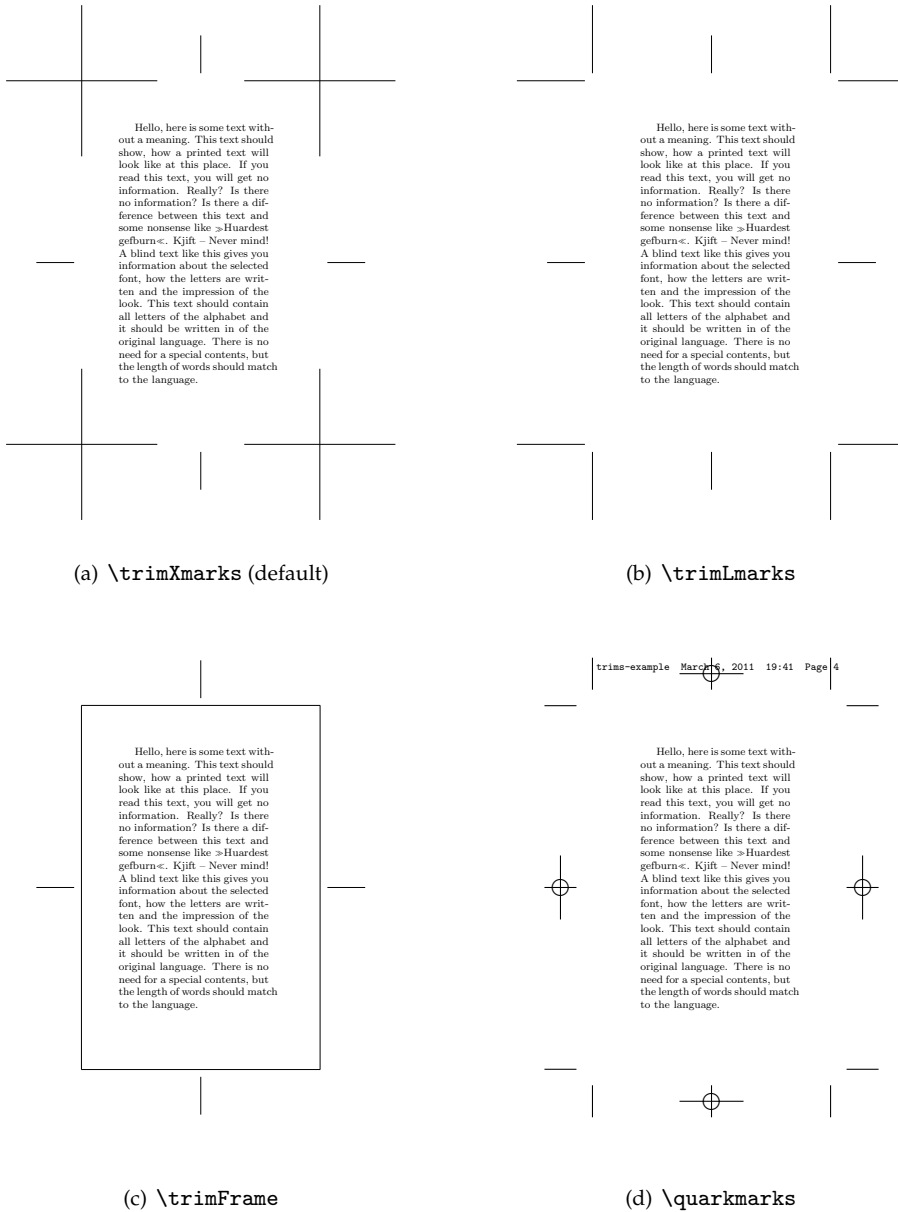 Hello, here is some text with-
out a meaning. This text should
show, how a printed text will
look like at this place. If you
read this text, you will get no
information. Really? Is there
no information? Is there a dif-
ference between this text and
some nonsense like ≫Huardest
gefburn≪. Kjift – Never mind!
A blind text like this gives you
information about the selected
font, how the letters are writ-
ten and the impression of the
look. This text should contain
all letters of the alphabet and
it should be written in of the
original language. There is no
need for a special contents, but
the length of words should match
to the language.
(a) \trimXmarks (default)
Hello, here is some text with-
out a meaning. This text should
show, how a printed text will
look like at this place. If you
read this text, you will get no
information. Really? Is there
no information? Is there a dif-
ference between this text and
some nonsense like ≫Huardest
gefburn≪. Kjift – Never mind!
A blind text like this gives you
information about the selected
font, how the letters are writ-
ten and the impression of the
look. This text should contain
all letters of the alphabet and
it should be written in of the
original language. There is no
need for a special contents, but
the length of words should match
to the language.
(b) \trimLmarks
Hello, here is some text with-
out a meaning. This text should
show, how a printed text will
look like at this place. If you
read this text, you will get no
information. Really? Is there
no information? Is there a dif-
ference between this text and
some nonsense like ≫Huardest
gefburn≪. Kjift – Never mind!
A blind text like this gives you
information about the selected
font, how the letters are writ-
ten and the impression of the
look. This text should contain
all letters of the alphabet and
it should be written in of the
original language. There is no
need for a special contents, but
the length of words should match
to the language.
(c) \trimFrame
trims-example March 6, 2011 19:41 Page 4
Hello, here is some text with-
out a meaning. This text should
show, how a printed text will
look like at this place. If you
read this text, you will get no
information. Really? Is there
no information? Is there a dif-
ference between this text and
some nonsense like ≫Huardest
gefburn≪. Kjift – Never mind!
A blind text like this gives you
information about the selected
font, how the letters are writ-
ten and the impression of the
look. This text should contain
all letters of the alphabet and
it should be written in of the
original language. There is no
need for a special contents, but
the length of words should match
to the language.
(d) \quarkmarks